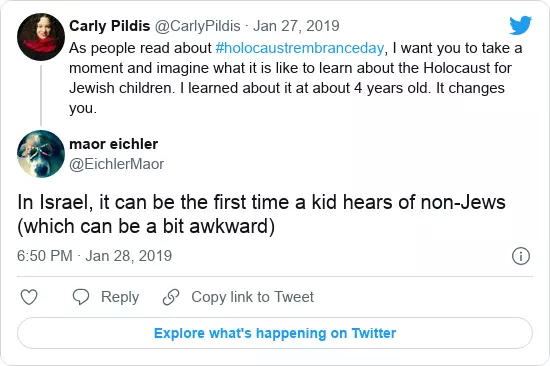 Carly Pildis @CarlyPildis · Jan 27, 2019
As people read about #holocaustrembranceday, I want you to take a
moment and imagine what it is like to learn about the Holocaust for
Jewish children. I learned about it at about 4 years old. It changes
you.
maor eichler
@EichlerMaor
In Israel, it can be the first time a kid hears of non-Jews
(which can be a bit awkward)
6:50 PM · Jan 28, 2019
Reply
Copy link to Tweet
Explore what's happening on Twitter